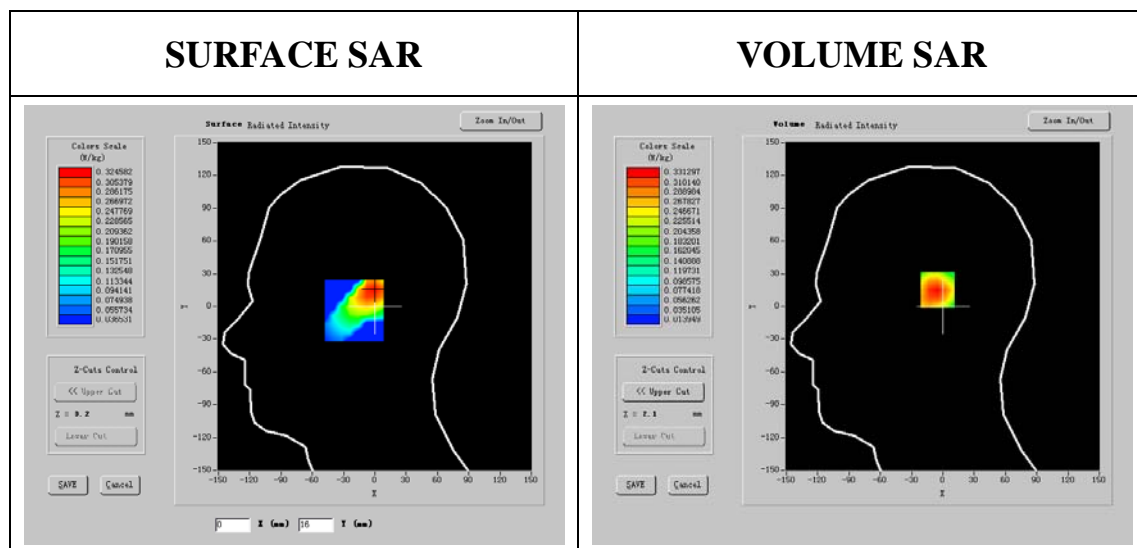 SURFACE SAR
VOLUME SAR
Surface Radiated Intensity
Zoom In/Out
Colors Scale
(W/kg)
0.324582
0.305379
0.286175
0.266972
0.247769
0.228565
0.209362
0.190158
0.170955
0.151751
0.132548
0.113344
0.094141
0.074938
0.055734
0.036531
150
120
90
60
30
0
-30
-60
-90
-120
-150
-150 -120 -90 -60 -30 0 30 60 90 120 150
Y
X
Z-Cuts Control
<< Upper Cut
mm
Lower Cut
SAVE
Cancel
0 X (mm) 16 Y (mm)
Volume Radiated Intensity
Zoom In/Out
Colors Scale
(W/kg)
0.331297
0.310140
0.288984
0.267827
0.246671
0.225514
0.204358
0.183201
0.162045
0.140888
0.119731
0.098575
0.077418
0.056262
0.035105
0.013949
150
120
90
60
30
0
-30
-60
-90
-120
-150
-150 -120 -90 -60 -30 0 30 60 90 120 150
Y
X
Z-Cuts Control
<< Upper Cut
mm
Lower Cut
SAVE
Cancel